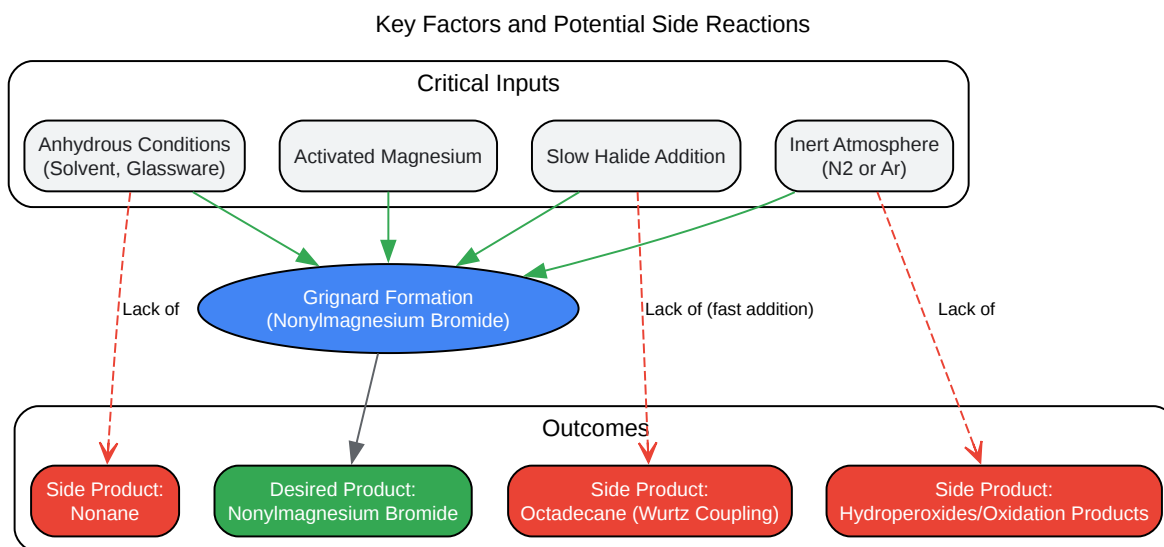 Key Factors and Potential Side Reactions
Critical Inputs
Anhydrous Conditions
(Solvent, Glassware)
Activated Magnesium
Slow Halide Addition
Inert Atmosphere
(N2 or Ar)
Grignard Formation
(Nonylmagnesium Bromide)
Lack of
Lack of (fast addition)
Lack of
Outcomes
Side Product:
Nonane
Desired Product:
Nonylmagnesium Bromide
Side Product:
Octadecane (Wurtz Coupling)
Side Product:
Hydroperoxides/Oxidation Products